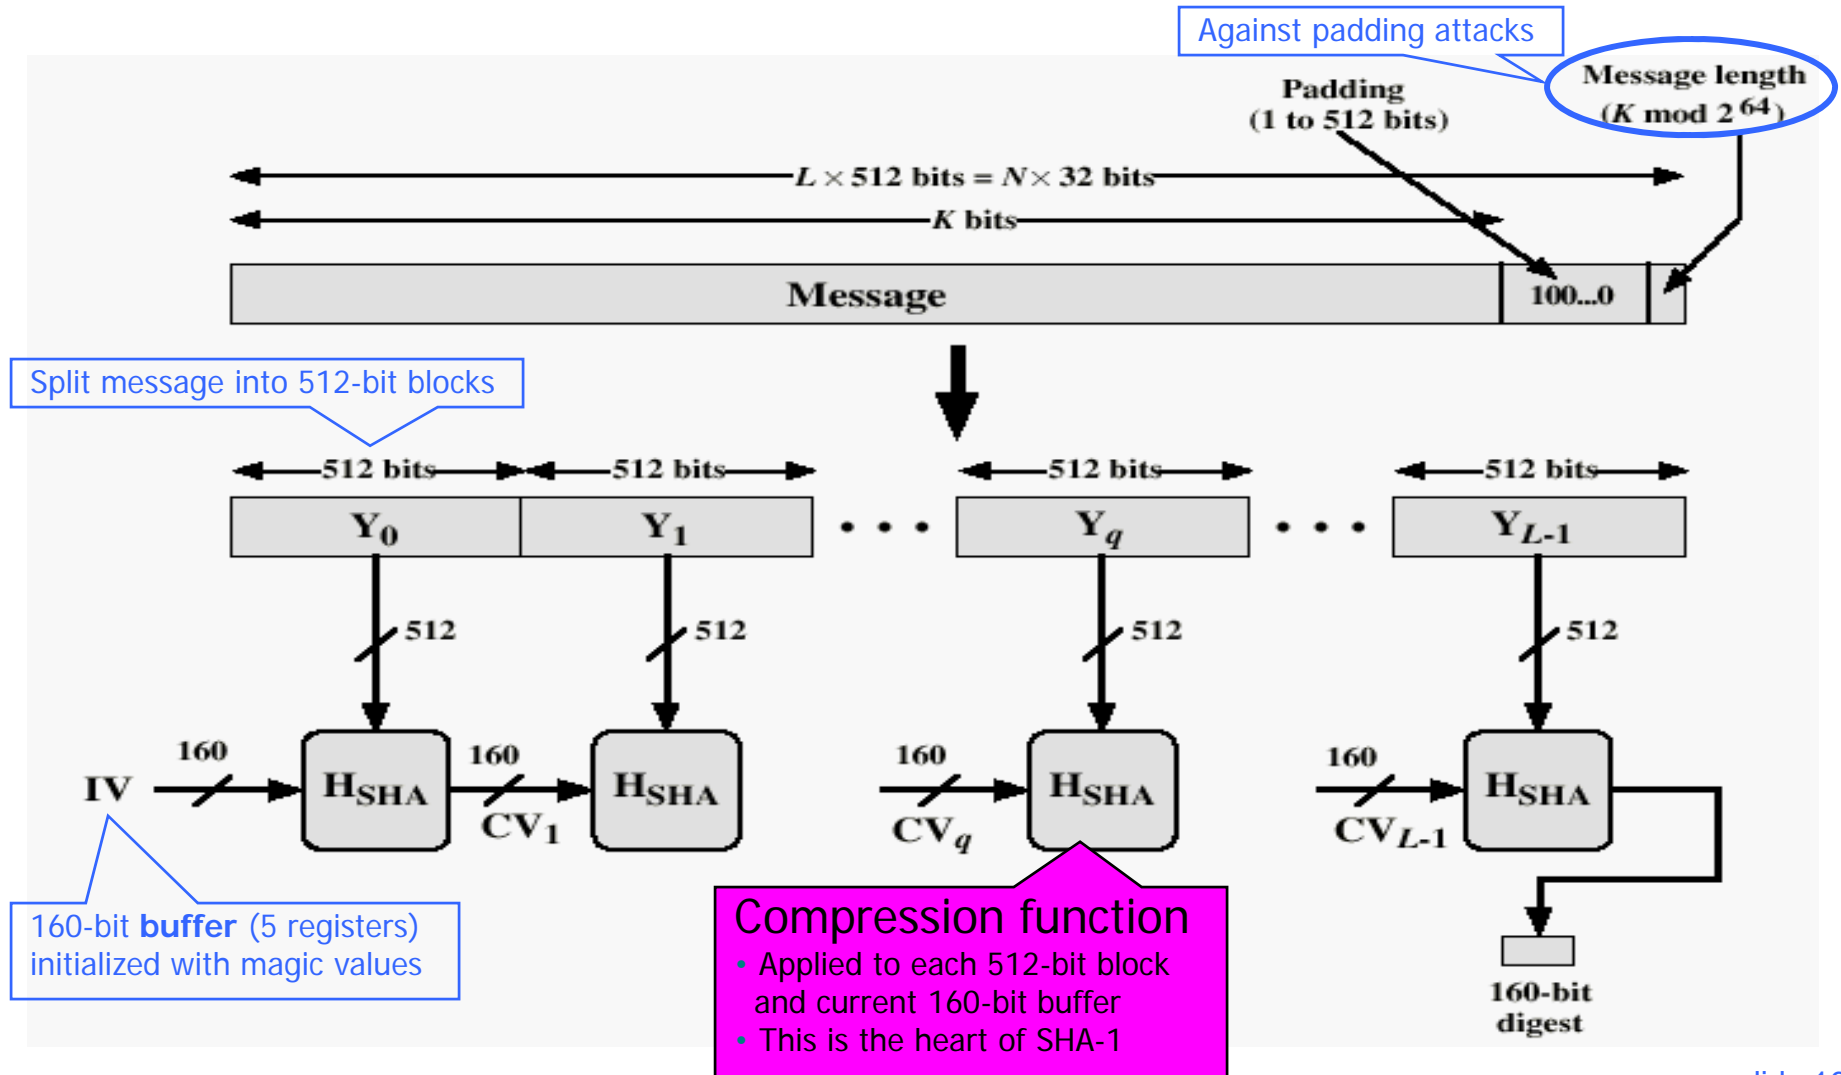 Against padding attacks
Message length
(K mod 2^64)
Padding
(1 to 512 bits)
L × 512 bits = N × 32 bits
K bits
Message
100...0
Split message into 512-bit blocks
512 bits
512 bits
512 bits
512 bits
Y0
Y1
• • •
Yq
• • •
YL-1
512
512
512
512
160
160
160
160
IV
HSHA
HSHA
HSHA
HSHA
CV1
CVq
CVL-1
160-bit buffer (5 registers)
initialized with magic values
Compression function
• Applied to each 512-bit block
and current 160-bit buffer
• This is the heart of SHA-1
160-bit
digest